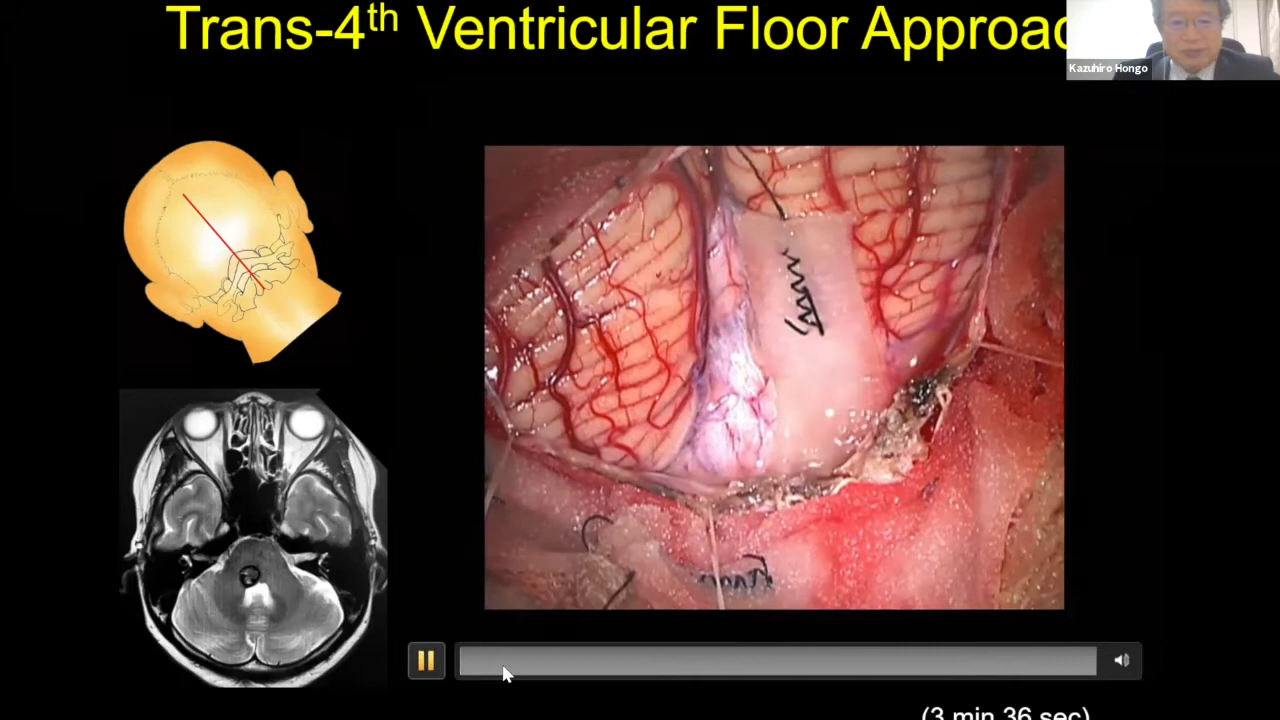 Trans-4th Ventricular Floor Approac
Kazuhiro Hongo
(3 min 36 sec)